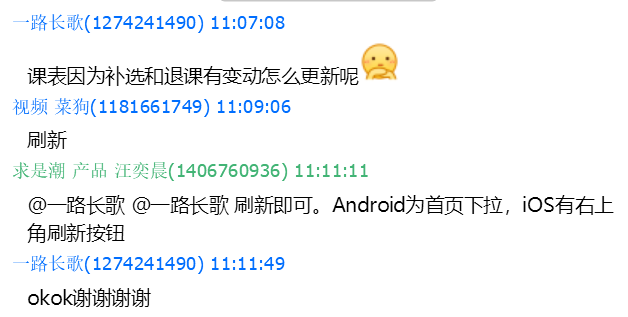 一路长歌(1274241490) 11:07:08
课表因为补选和退课有变动怎么更新呢
视频 菜狗(1181661749) 11:09:06
刷新
求是潮 产品 汪奕晨(1406760936) 11:11:11
@一路长歌 @一路长歌 刷新即可。Android为首页下拉，iOS有右上
角刷新按钮
一路长歌(1274241490) 11:11:49
okok谢谢谢谢